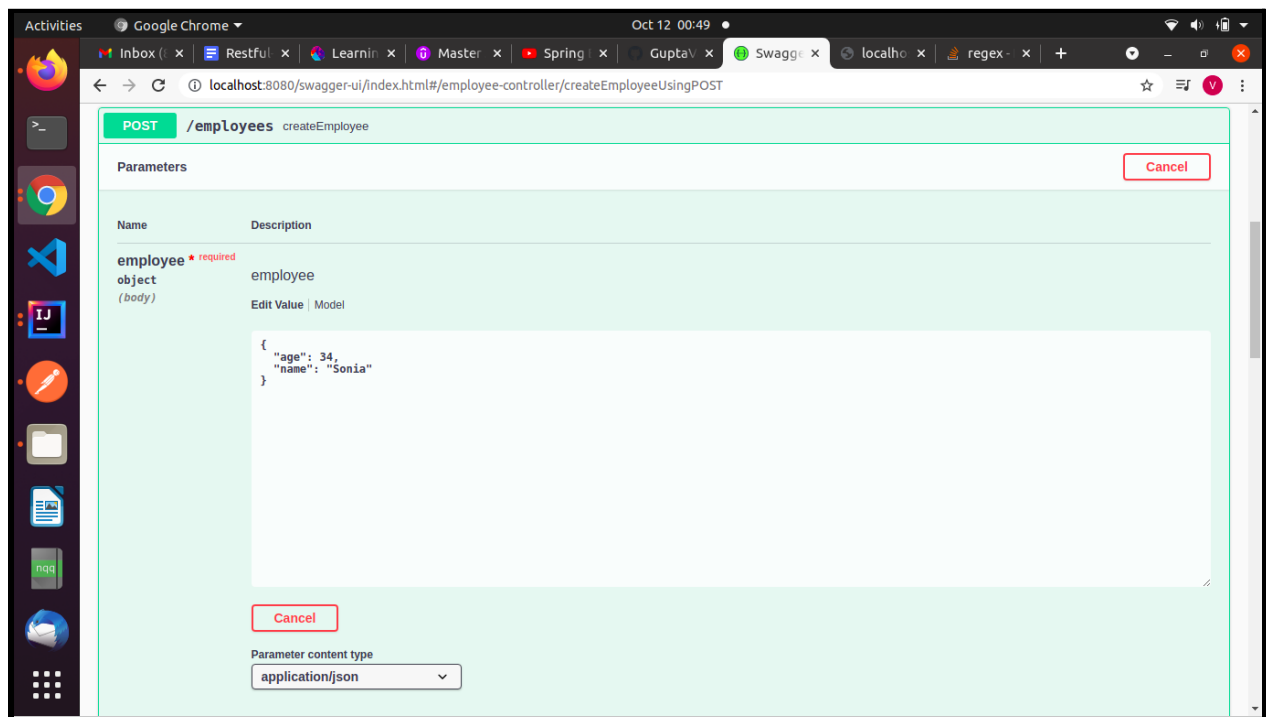 Activities Google Chrome Oct 12 00:49
Inbox ( Restful Learnin Master Spring GuptaV Swagge localho regex -
localhost:8080/swagger-ui/index.html#/employee-controller/createEmployeeUsingPOST V
POST /employees createEmployee
Parameters Cancel
Name Description
employee * required
object
(body)
employee
Edit Value | Model
{
"age": 34,
"name": "Sonia"
}
Cancel
Parameter content type
application/json
>_
IJ
nqq